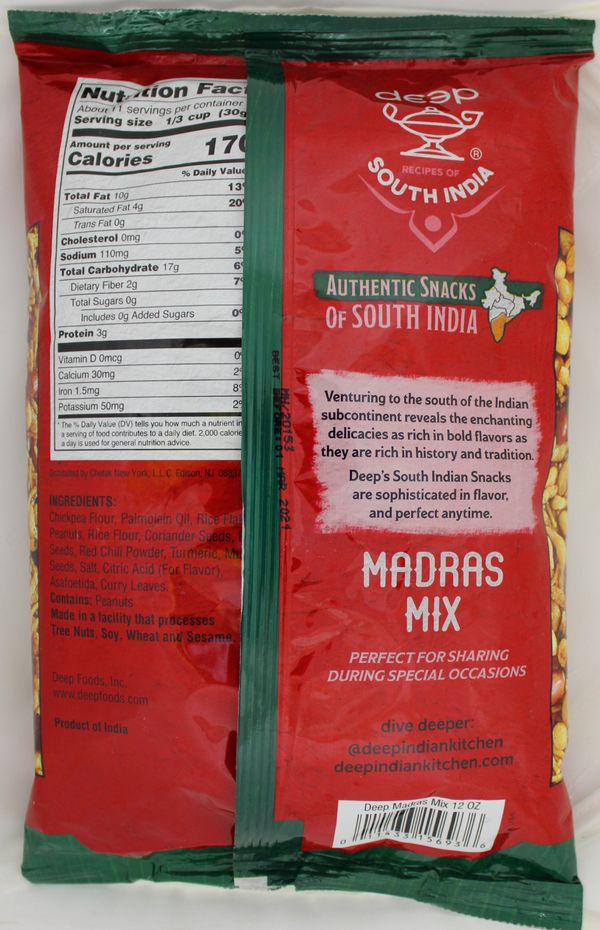 Nutrition Fact
About 11 Servings per container
Serving size 1/3 cup (30g
Amount per serving
Calories 170
% Daily Value
Total Fat 10g 13
Saturated Fat 4g 20
Trans Fat 0g
Cholesterol 0mg 0
Sodium 110mg 5
Total Carbohydrate 17g 6
Dietary Fiber 2g 7
Total Sugars 0g
Includes 0g Added Sugars 0
Protein 3g
Vitamin D 0mcg 0
Calcium 30mg 2
Iron 1.5mg 8
Potassium 50mg 2
* The % Daily Value (DV) tells you how much a nutrient in
a serving of food contributes to a daily diet. 2,000 calorie
a day is used for general nutrition advice.
Distributed by Chetak New York, L.L.C. Edison, NJ 08837
INGREDIENTS:
Chickpea Flour, Palmolein Oil, Rice
Peanuts, Rice Flour, Coriander Seeds,
Seeds, Red Chili Powder, Turmeric,
Seeds, Salt, Citric Acid (For Flavor),
Asafoetida, Curry Leaves.
Contains: Peanuts.
Made in a facility that processes
Tree Nuts, Soy, Wheat and Sesame.
Deep Foods, Inc.
www.deepfoods.com
Product of India
BEST
MAR 2021
deep
®
RECIPES OF
SOUTH INDIA
AUTHENTIC SNACKS
OF SOUTH INDIA
Venturing to the south of the Indian
subcontinent reveals the enchanting
delicacies as rich in bold flavors as
they are rich in history and tradition.
Deep's South Indian Snacks
are sophisticated in flavor,
and perfect anytime.
MADRAS
MIX
PERFECT FOR SHARING
DURING SPECIAL OCCASIONS
dive deeper:
@deepindiankitchen
deepindiankitchen.com
Deep Madras Mix 12 OZ
0 11433 15693 6